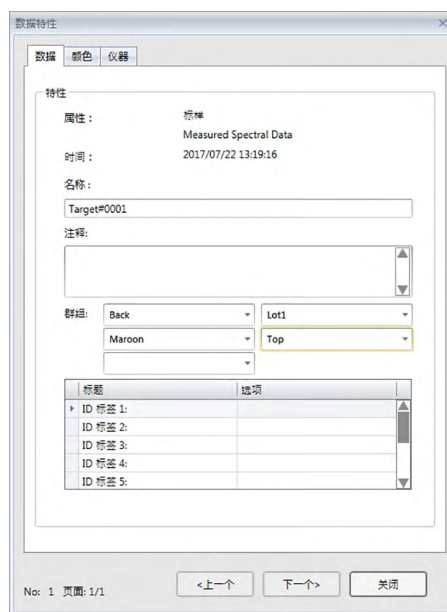 数据特性
数据 颜色 仪器
特性
属性： 标样
Measured Spectral Data
时间： 2017/07/22 13:19:16
名称：
Target#0001
注释:
群组: Back Lot1
Maroon Top
标题 选项
ID 标签 1:
ID 标签 2:
ID 标签 3:
ID 标签 4:
ID 标签 5:
No: 1 页面: 1/1 <上一个 下一个> 关闭